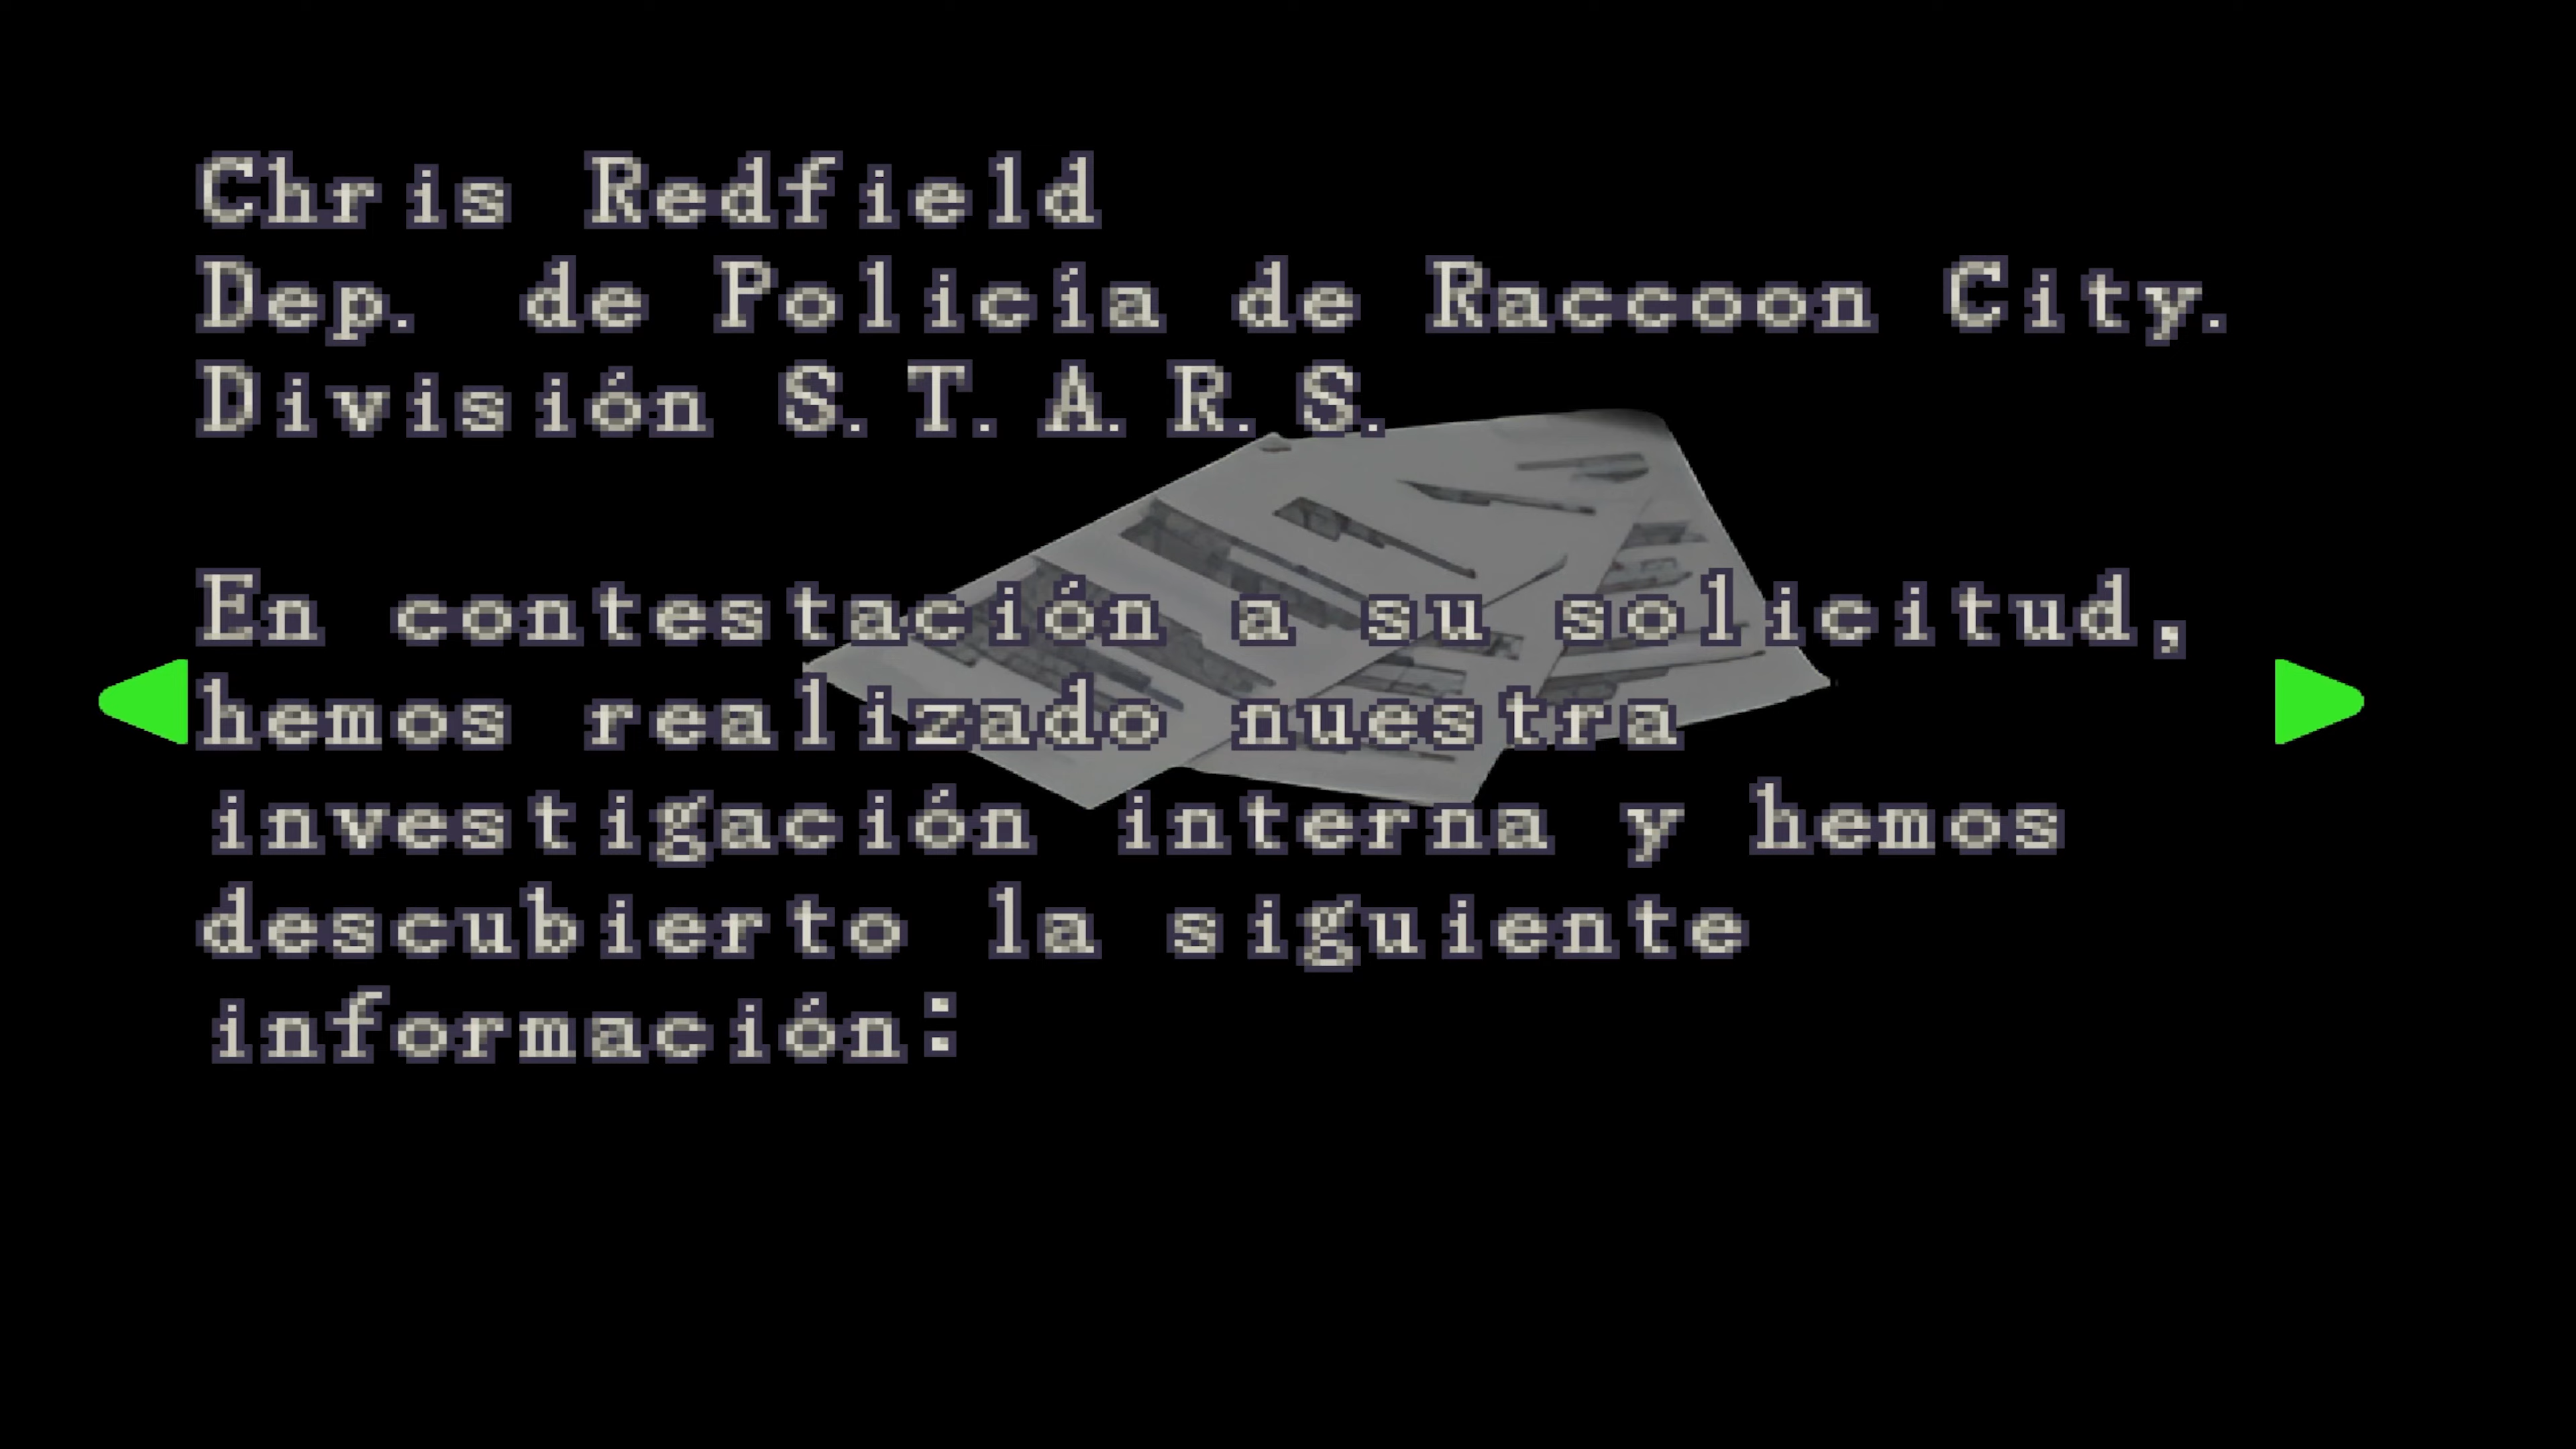 Chris Redfield
Dep. de Policía de Raccoon City.
División S.T.A.R.S.
En contestación a su solicitud,
hemos realizado nuestra
investigación interna y hemos
descubierto la siguiente
información: